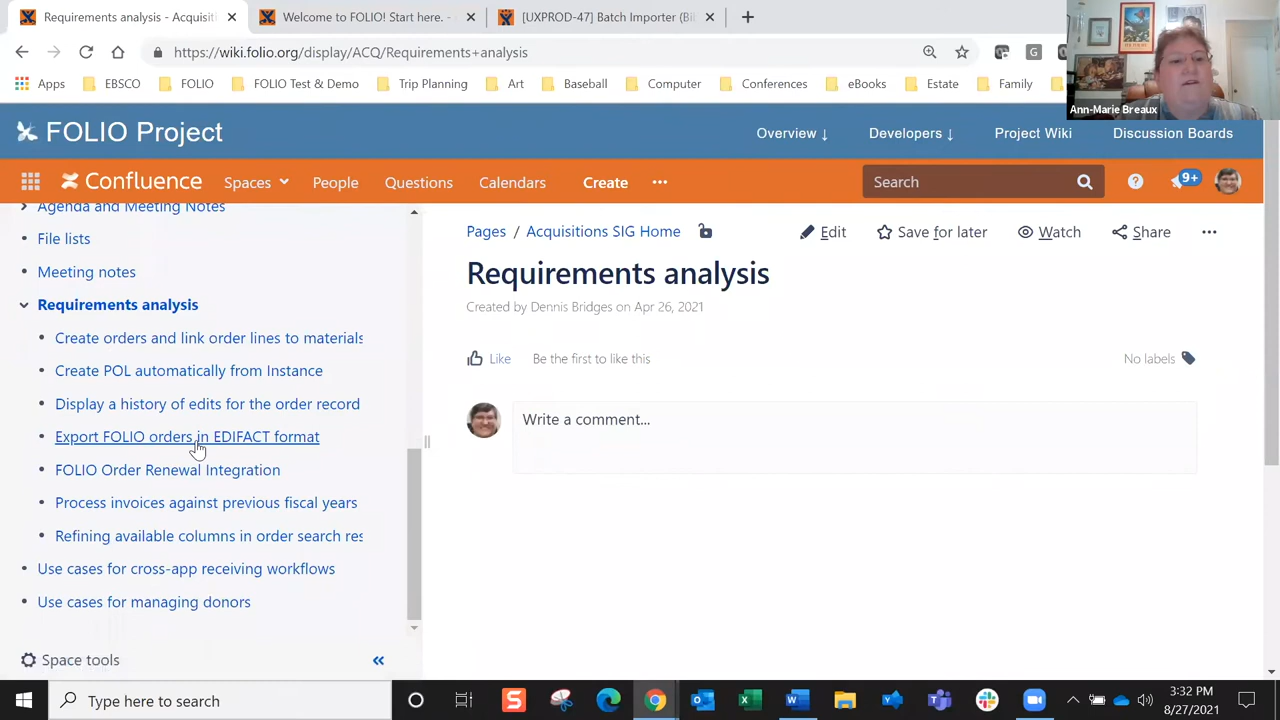 Requirements analysis - Acquisiti
Welcome to FOLIO! Start here. -
[UXPROD-47] Batch Importer (Bi
https://wiki.folio.org/display/ACQ/Requirements+analysis
Apps
EBSCO
FOLIO
FOLIO Test & Demo
Trip Planning
Art
Baseball
Computer
Conferences
eBooks
Estate
Family
Ann-Marie Breaux
FOLIO Project
Overview ↓
Developers ↓
Project Wiki
Discussion Boards
Confluence
Spaces
People
Questions
Calendars
Create
Search
9+
Agenda and Meeting Notes
File lists
Meeting notes
Requirements analysis
Create orders and link order lines to materials
Create POL automatically from Instance
Display a history of edits for the order record
Export FOLIO orders in EDIFACT format
FOLIO Order Renewal Integration
Process invoices against previous fiscal years
Refining available columns in order search res
Use cases for cross-app receiving workflows
Use cases for managing donors
Space tools
Pages / Acquisitions SIG Home
Edit
Save for later
Watch
Share
Requirements analysis
Created by Dennis Bridges on Apr 26, 2021
Like
Be the first to like this
No labels
Write a comment...
Type here to search
3:32 PM
8/27/2021